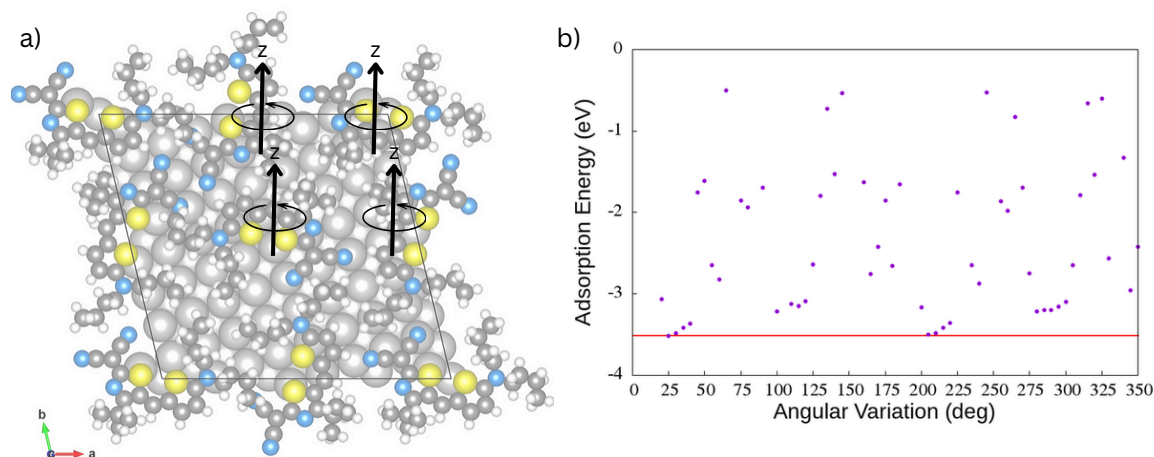 a)
z
z
z
z
b
c
a
b)
Adsorption Energy (eV)
0
-1
-2
-3
-4
0 25 50 75 100 125 150 175 200 225 250 275 300 325 350
Angular Variation (deg)